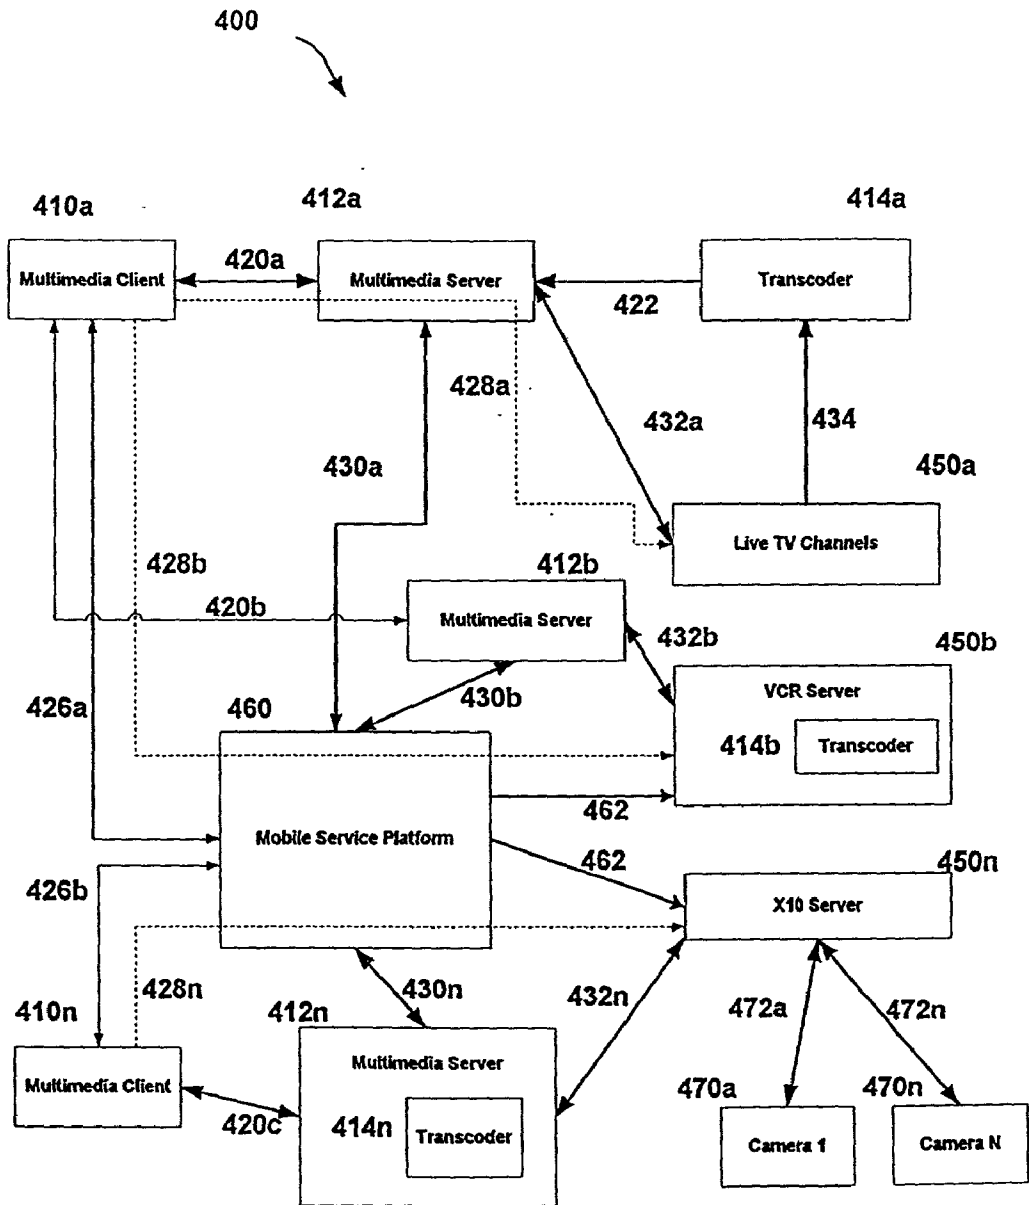 400
410a
412a
414a
Multimedia Client
420a
Multimedia Server
422
Transcoder
428a
432a
434
430a
450a
Live TV Channels
428b
412b
420b
Multimedia Server
432b
450b
426a
460
430b
VCR Server
414b
Transcoder
462
Mobile Service Platform
462
450n
426b
X10 Server
428n
430n
432n
472a
472n
410n
412n
Multimedia Client
Multimedia Server
470a
470n
420c
414n
Transcoder
Camera 1
Camera N